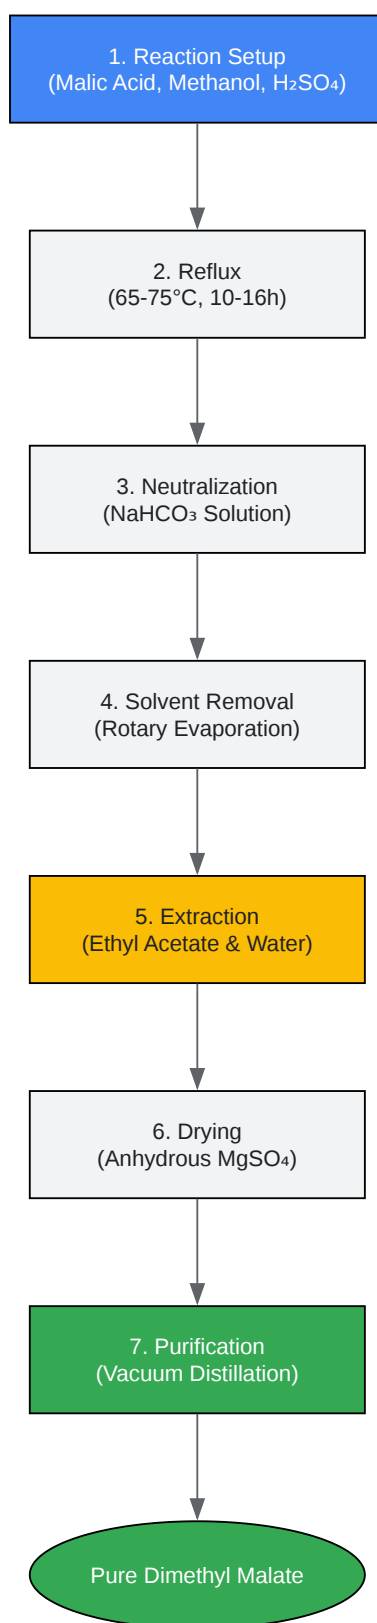 1. Reaction Setup
(Malic Acid, Methanol, H₂SO₄)
2. Reflux
(65-75°C, 10-16h)
3. Neutralization
(NaHCO₃ Solution)
4. Solvent Removal
(Rotary Evaporation)
5. Extraction
(Ethyl Acetate & Water)
6. Drying
(Anhydrous MgSO₄)
7. Purification
(Vacuum Distillation)
Pure Dimethyl Malate